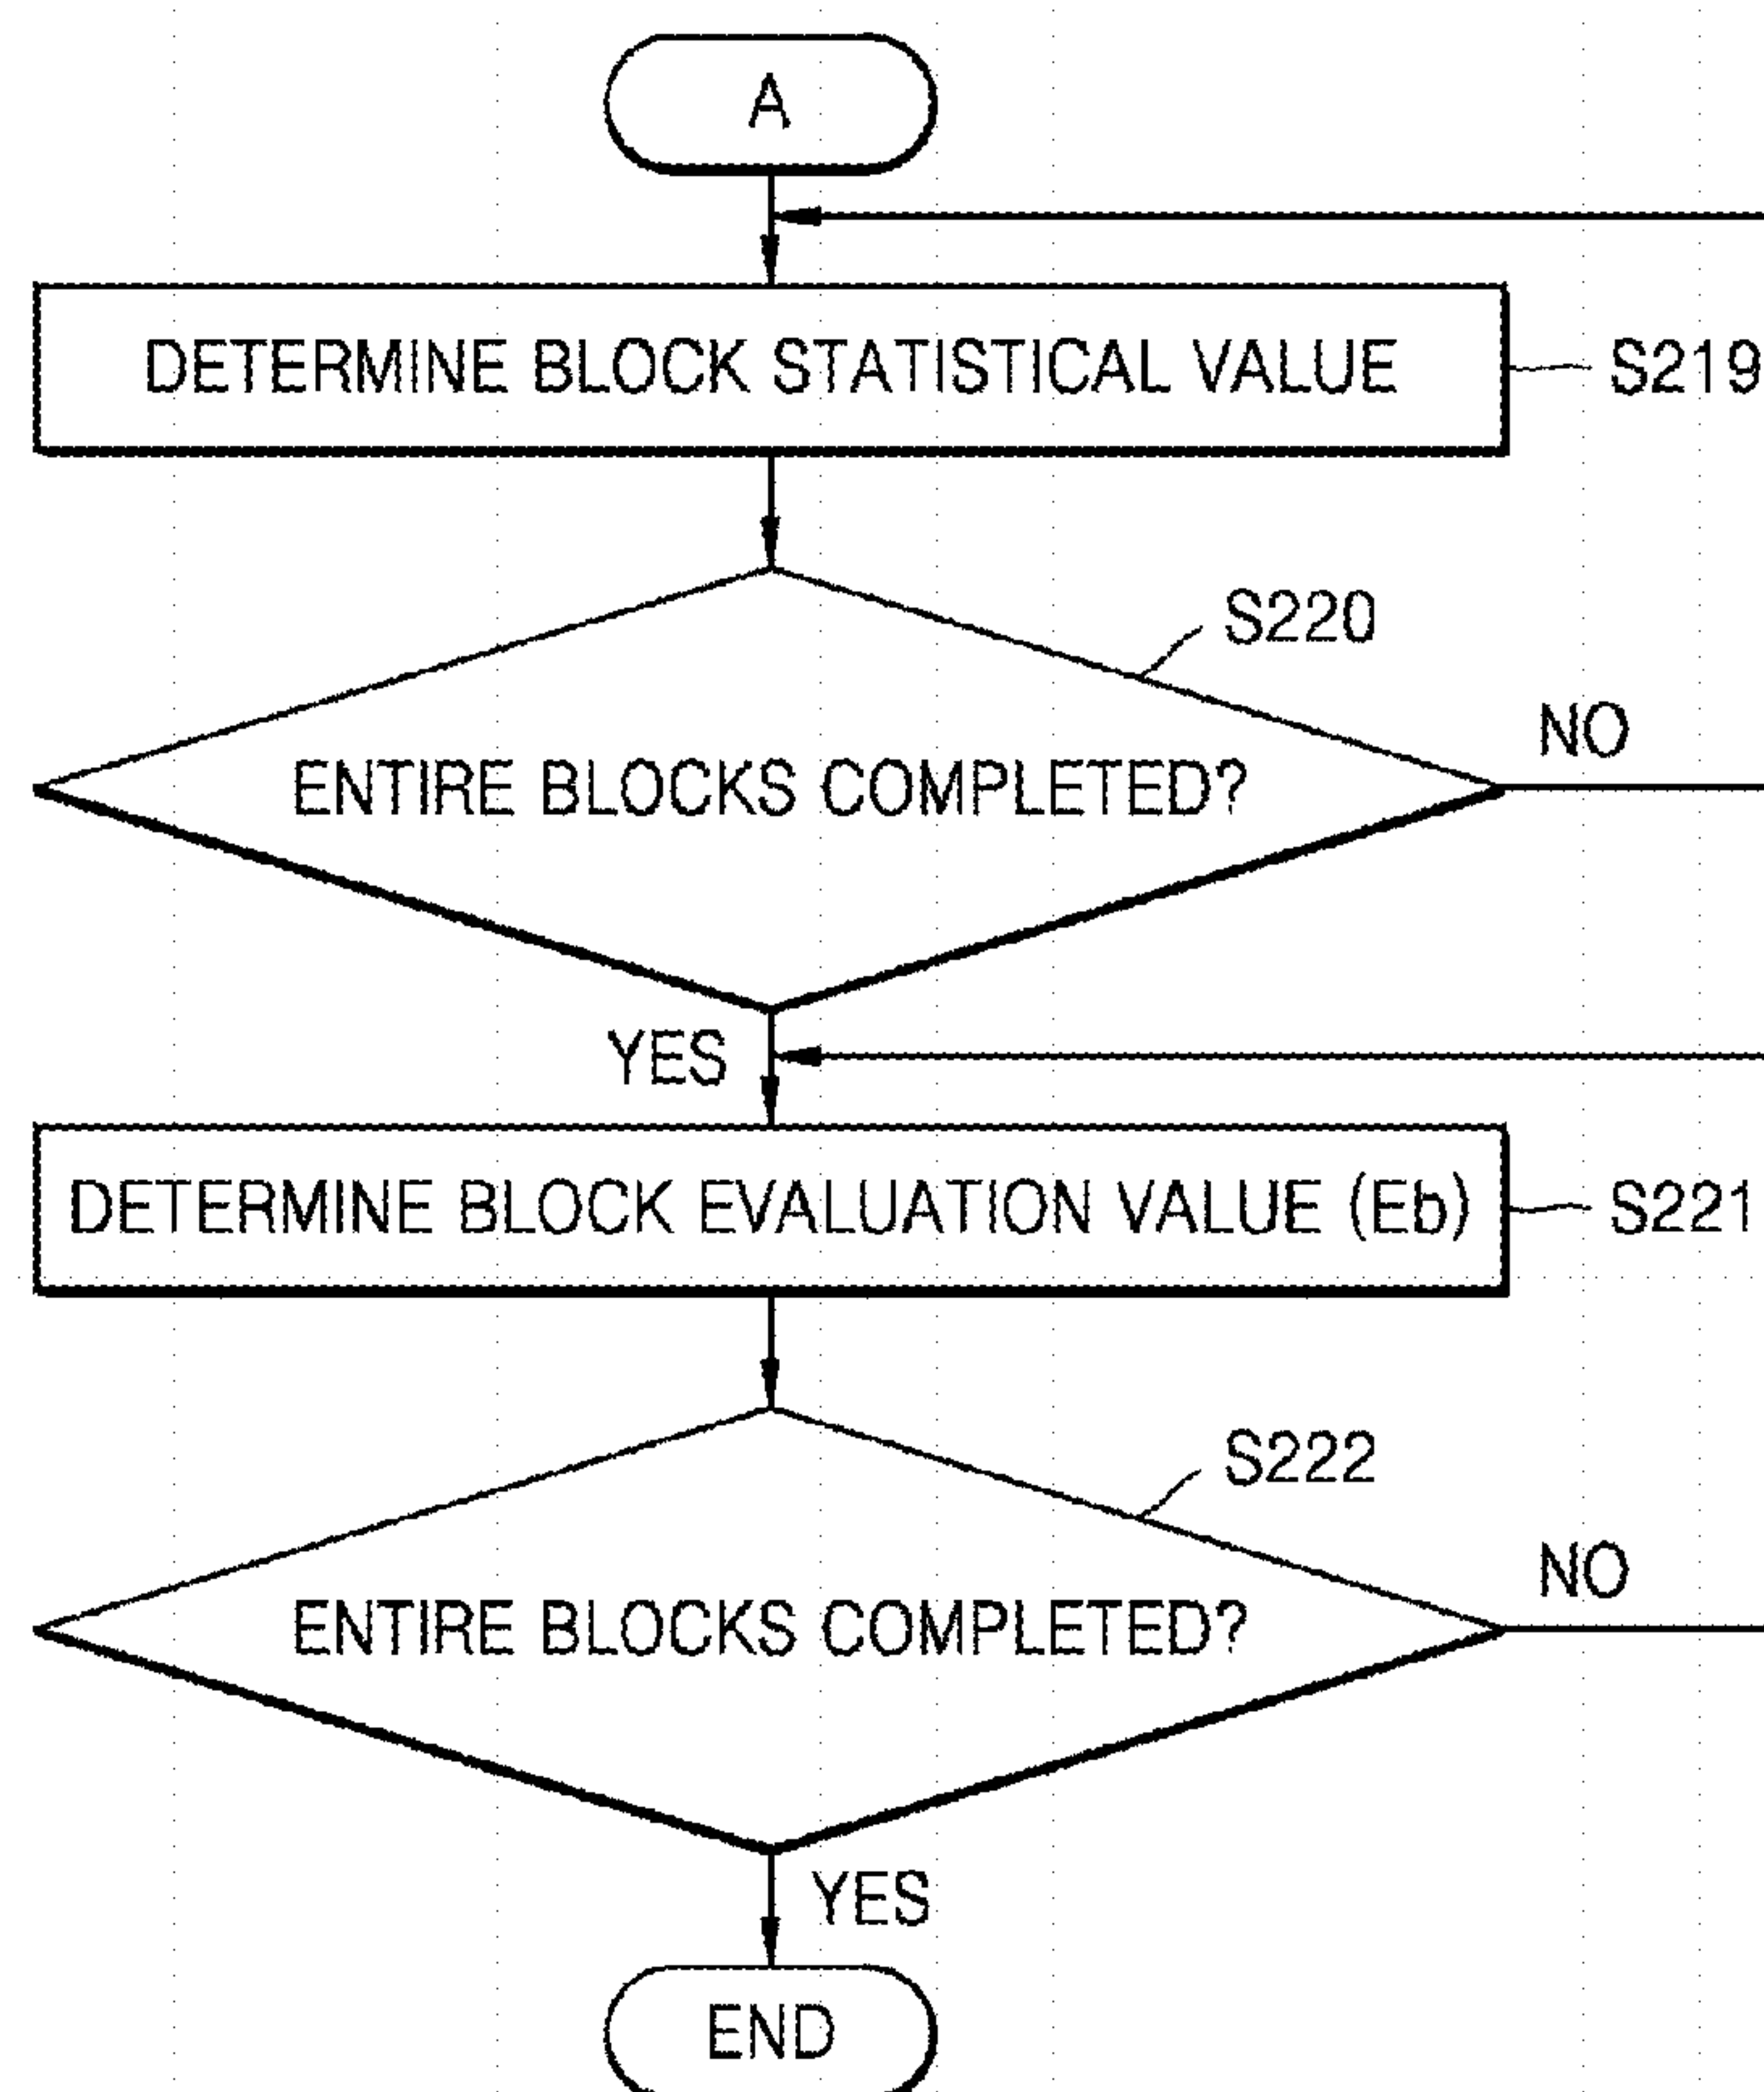 A
DETERMINE BLOCK STATISTICAL VALUE
S219
S220
ENTIRE BLOCKS COMPLETED?
NO
YES
DETERMINE BLOCK EVALUATION VALUE (Eb)
S221
S222
ENTIRE BLOCKS COMPLETED?
NO
YES
END